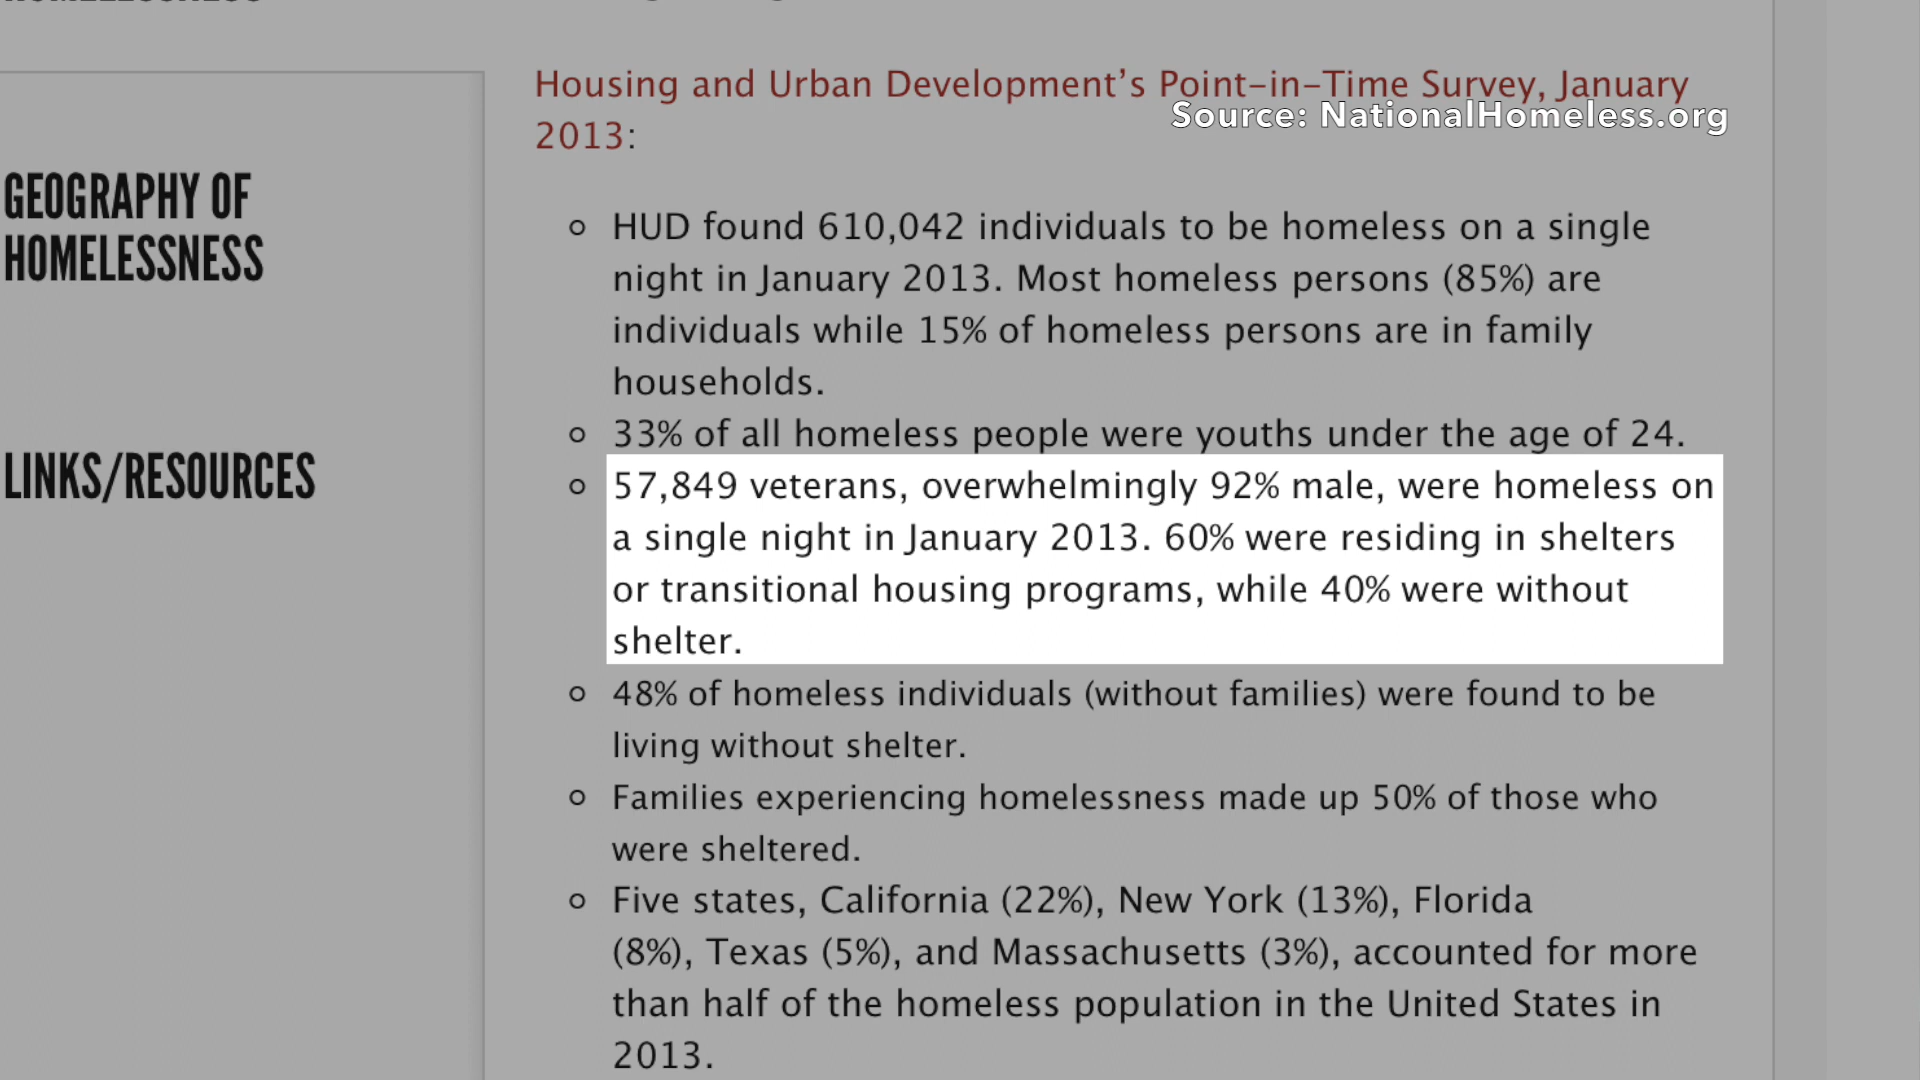 Housing and Urban Development's Point-in-Time Survey, January
2013:
Source: NationalHomeless.org
GEOGRAPHY OF
HOMELESSNESS
LINKS/RESOURCES
HUD found 610,042 individuals to be homeless on a single
night in January 2013. Most homeless persons (85%) are
individuals while 15% of homeless persons are in family
households.
33% of all homeless people were youths under the age of 24.
57,849 veterans, overwhelmingly 92% male, were homeless on
a single night in January 2013. 60% were residing in shelters
or transitional housing programs, while 40% were without
shelter.
48% of homeless individuals (without families) were found to be
living without shelter.
Families experiencing homelessness made up 50% of those who
were sheltered.
Five states, California (22%), New York (13%), Florida
(8%), Texas (5%), and Massachusetts (3%), accounted for more
than half of the homeless population in the United States in
2013.